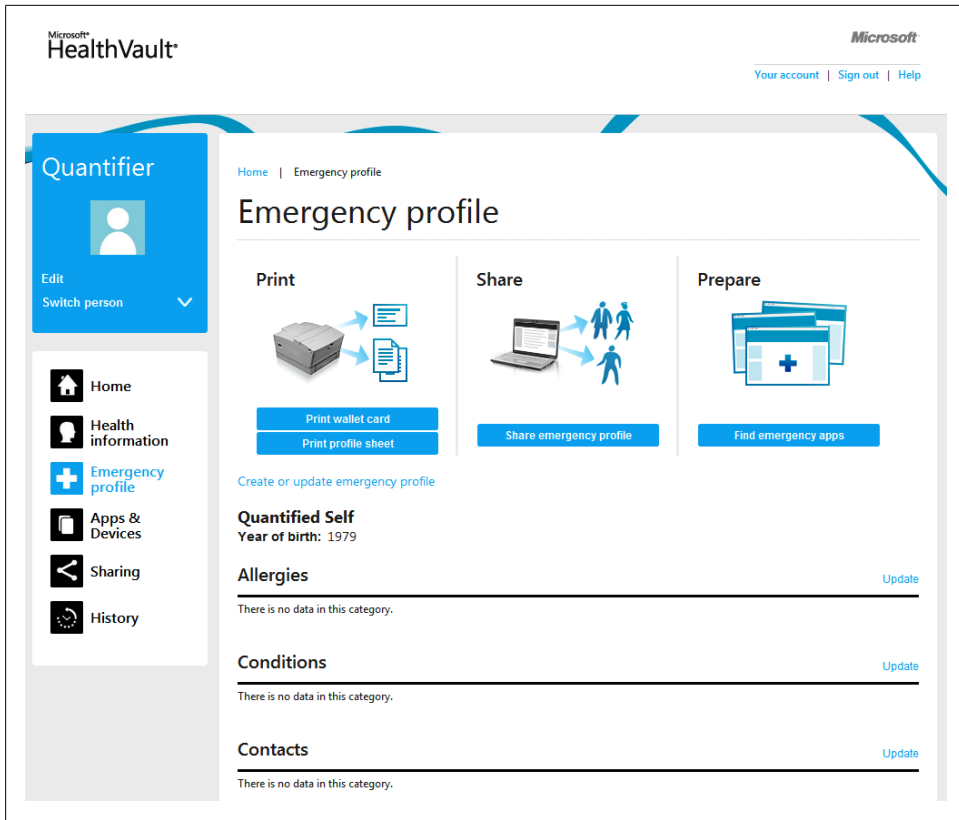 Microsoft®
HealthVault®
Microsoft®
Your account | Sign out | Help
Quantifier
Edit
Switch person
Home
Health
information
Emergency
profile
Apps &
Devices
Sharing
History
Home | Emergency profile
Emergency profile
Print
Print wallet card
Print profile sheet
Share
Share emergency profile
Prepare
Find emergency apps
Create or update emergency profile
Quantified Self
Year of birth: 1979
Allergies
Update
There is no data in this category.
Conditions
Update
There is no data in this category.
Contacts
Update
There is no data in this category.